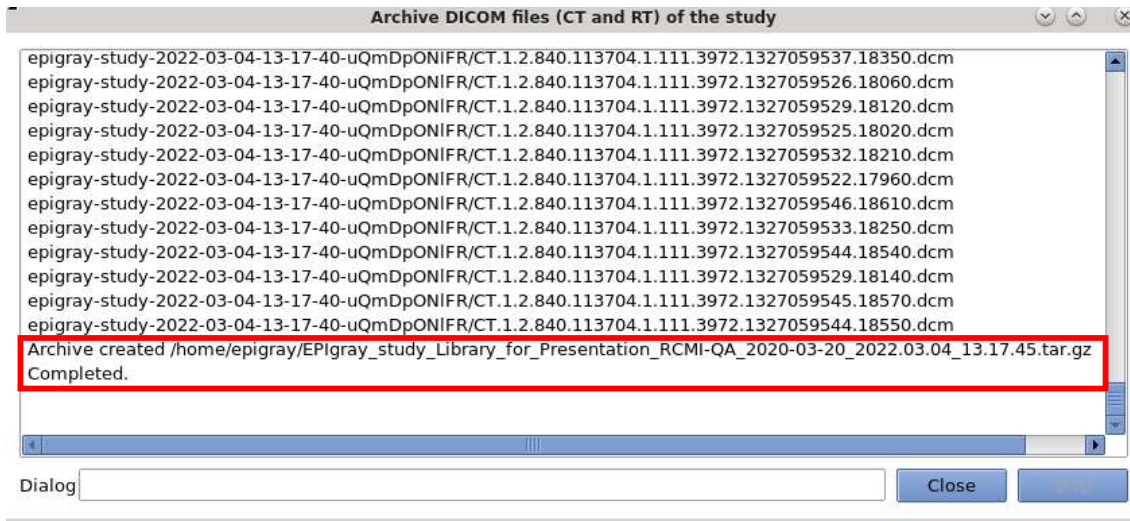 Archive DICOM files (CT and RT) of the study
epigray-study-2022-03-04-13-17-40-uQmDpONlFR/CT.1.2.840.113704.1.111.3972.1327059537.18350.dcm
epigray-study-2022-03-04-13-17-40-uQmDpONlFR/CT.1.2.840.113704.1.111.3972.1327059526.18060.dcm
epigray-study-2022-03-04-13-17-40-uQmDpONlFR/CT.1.2.840.113704.1.111.3972.1327059529.18120.dcm
epigray-study-2022-03-04-13-17-40-uQmDpONlFR/CT.1.2.840.113704.1.111.3972.1327059525.18020.dcm
epigray-study-2022-03-04-13-17-40-uQmDpONlFR/CT.1.2.840.113704.1.111.3972.1327059532.18210.dcm
epigray-study-2022-03-04-13-17-40-uQmDpONlFR/CT.1.2.840.113704.1.111.3972.1327059522.17960.dcm
epigray-study-2022-03-04-13-17-40-uQmDpONlFR/CT.1.2.840.113704.1.111.3972.1327059546.18610.dcm
epigray-study-2022-03-04-13-17-40-uQmDpONlFR/CT.1.2.840.113704.1.111.3972.1327059533.18250.dcm
epigray-study-2022-03-04-13-17-40-uQmDpONlFR/CT.1.2.840.113704.1.111.3972.1327059544.18540.dcm
epigray-study-2022-03-04-13-17-40-uQmDpONlFR/CT.1.2.840.113704.1.111.3972.1327059529.18140.dcm
epigray-study-2022-03-04-13-17-40-uQmDpONlFR/CT.1.2.840.113704.1.111.3972.1327059545.18570.dcm
epigray-study-2022-03-04-13-17-40-uQmDpONlFR/CT.1.2.840.113704.1.111.3972.1327059544.18550.dcm
Archive created /home/epigray/EPIgray_study_Library_for_Presentation_RCMI-QA_2020-03-20_2022.03.04_13.17.45.tar.gz
Completed.
Dialog
Close